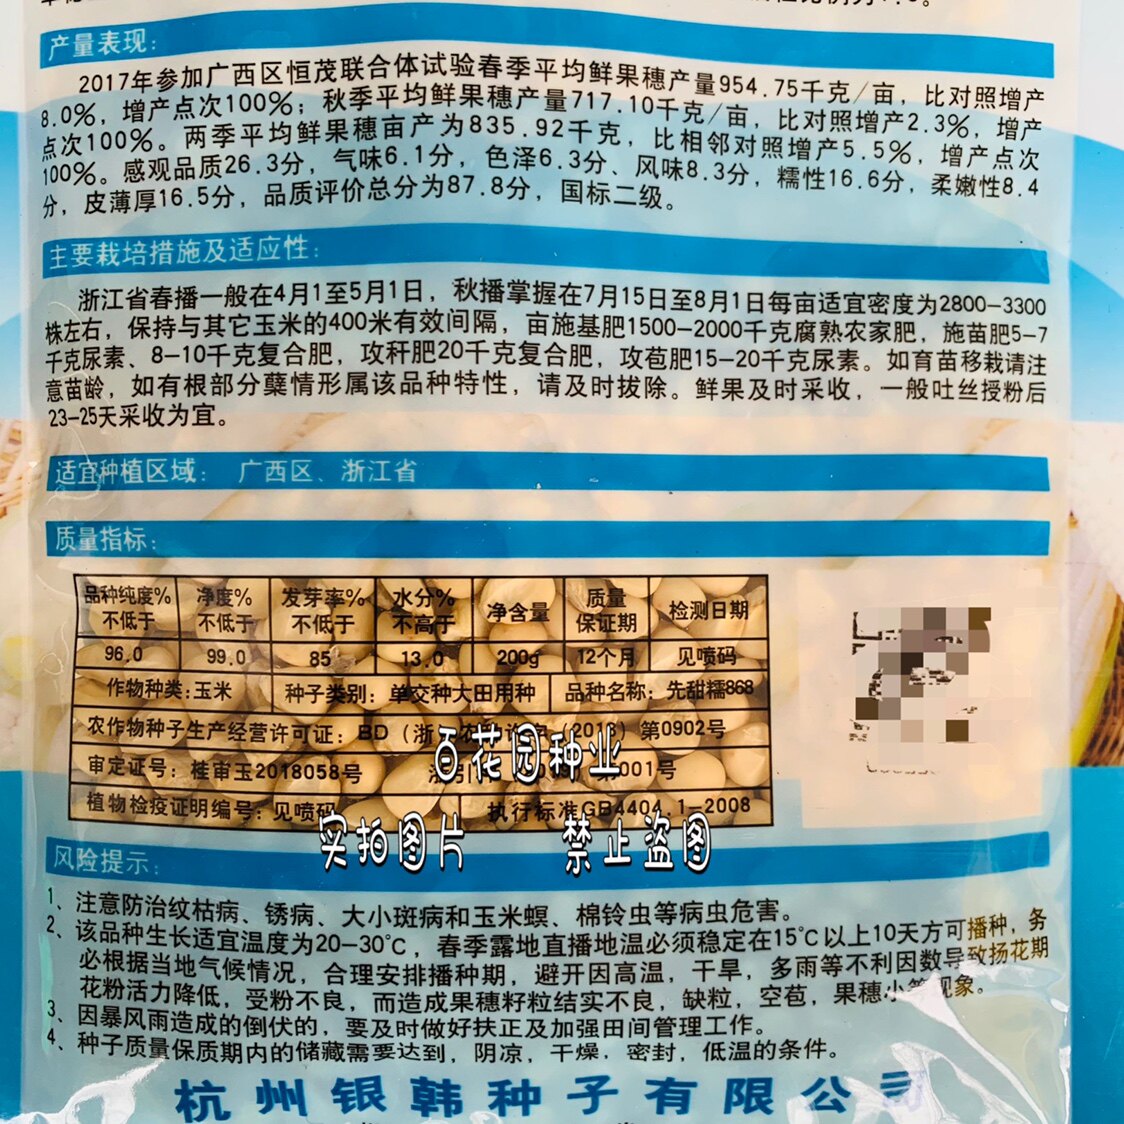 产量表现：
2017年参加广西区恒茂联合体试验春季平均鲜果穗产量954.75千克/亩，比对照增产
8.0%，增产点次100%；秋季平均鲜果穗产量717.10千克/亩，比对照增产2.3%，增产
点次100%。两季平均鲜果穗亩产为835.92千克，比相邻对照增产5.5%，增产点次
100%。感观品质26.3分，气味6.1分，色泽6.3分、风味8.3分，糯性16.6分，柔嫩性8.4
分，皮薄厚16.5分，品质评价总分为87.8分，国标二级。
主要栽培措施及适应性：
浙江省春播一般在4月1至5月1日，秋播掌握在7月15日至8月1日每亩适宜密度为2800-3300
株左右，保持与其它玉米的400米有效间隔，亩施基肥1500-2000千克腐熟农家肥，施苗肥5-7
千克尿素、8-10千克复合肥，攻秆肥20千克复合肥，攻苞肥15-20千克尿素。如育苗移栽请注
意苗龄，如有根部分蘖情形属该品种特性，请及时拔除。鲜果及时采收，一般吐丝授粉后
23-25天采收为宜。
适宜种植区域：广西区、浙江省
质量指标：
品种纯度% 净度% 发芽率% 水分% 净含量 质量 检测日期
不低于 不低于 不低于 不高于 保证期
96.0 99.0 85 13.0 200g 12个月 见喷码
作物种类：玉米 种子类别：单交种大田用种 品种名称：先甜糯868
农作物种子生产经营许可证：BD（浙 农 许 第0902号
百花园种业
审定证号：桂审玉2018058号 001号
植物检疫证明编号：见喷码 执行标准GB4404.1-2008
实拍图片 禁止盗图
风险提示：
1、注意防治纹枯病、锈病、大小斑病和玉米螟、棉铃虫等病虫危害。
2、该品种生长适宜温度为20-30℃，春季露地直播地温必须稳定在15℃以上10天方可播种，务
必根据当地气候情况，合理安排播种期，避开因高温，干旱，多雨等不利因数导致扬花期
花粉活力降低，受粉不良，而造成果穗籽粒结实不良，缺粒，空苞，果穗小等现象。
3、因暴风雨造成的倒伏的，要及时做好扶正及加强田间管理工作。
4、种子质量保质期内的储藏需要达到，阴凉，干燥，密封，低温的条件。
杭州银韩种子有限公司